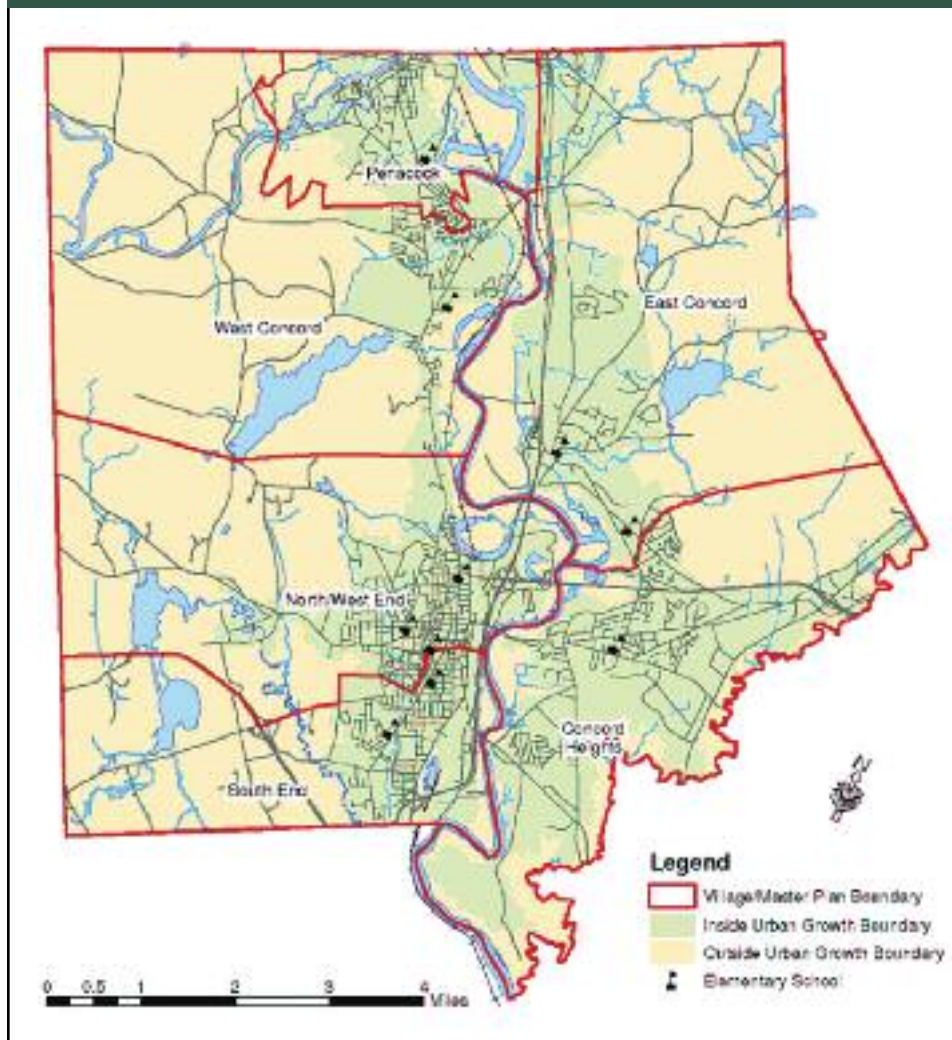 Penacock
West Concord
East Concord
North/West End
Concord
Heights
South End
N
Legend
Village/Master Plan Boundary
Inside Urban Growth Boundary
Outside Urban Growth Boundary
Elementary School
0 0.5 1 2 3 4
Miles